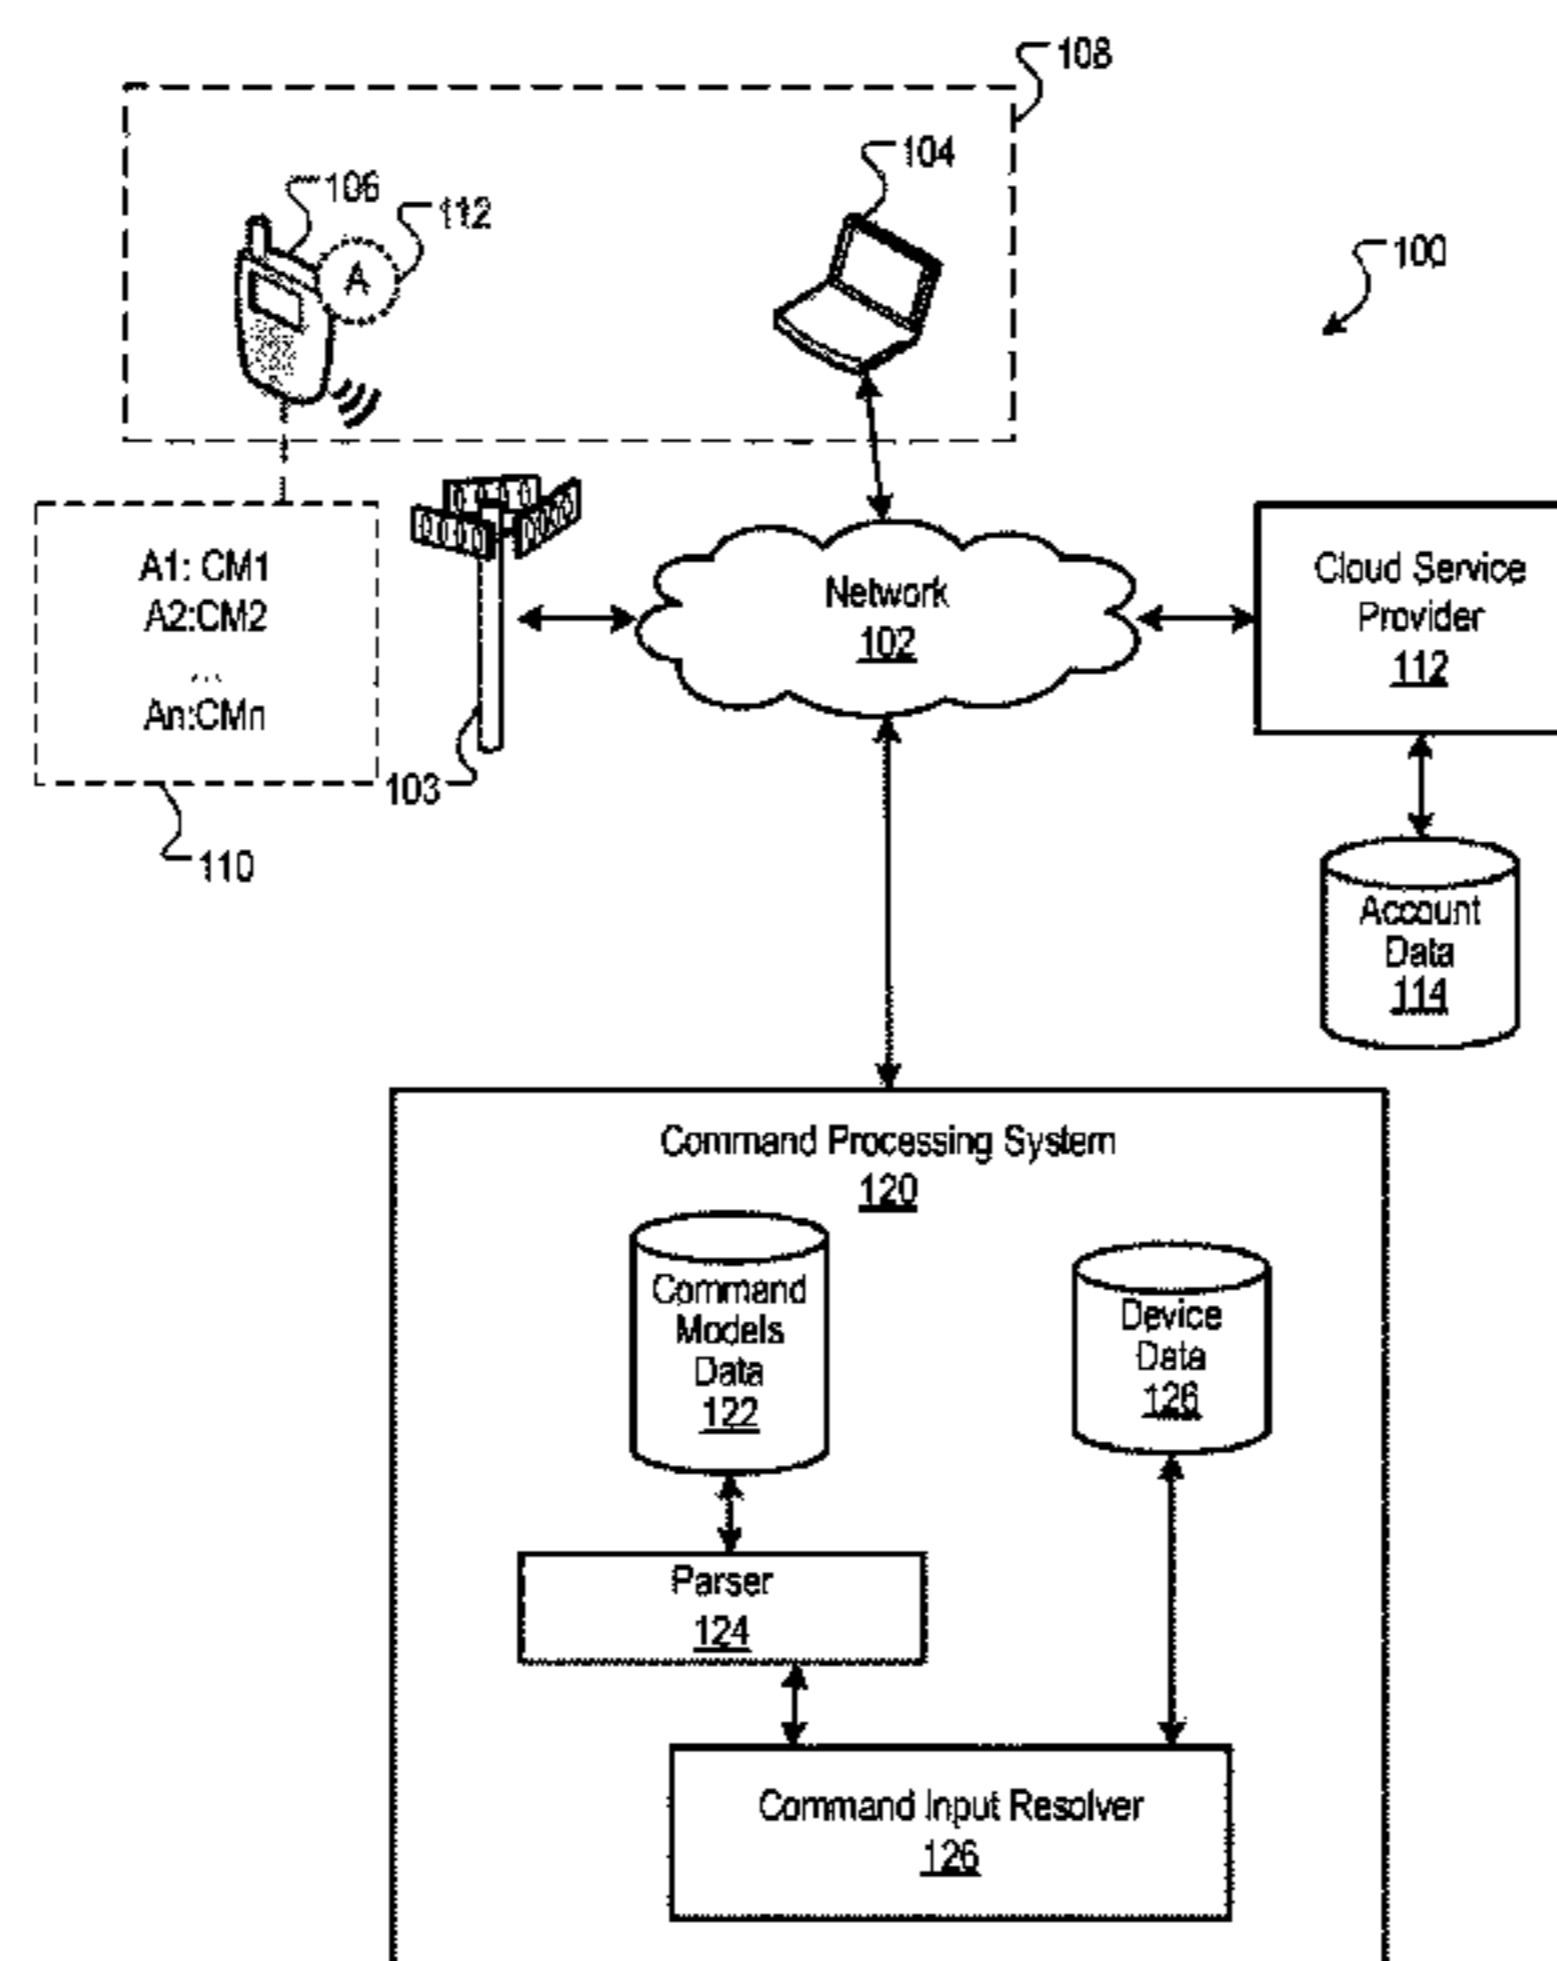 108
104
106
112
A
100
A1: CM1
A2:CM2
...
An:CMn
110
103
Network
102
Cloud Service
Provider
112
Account
Data
114
Command Processing System
120
Command
Models
Data
122
Device
Data
126
Parser
124
Command Input Resolver
126